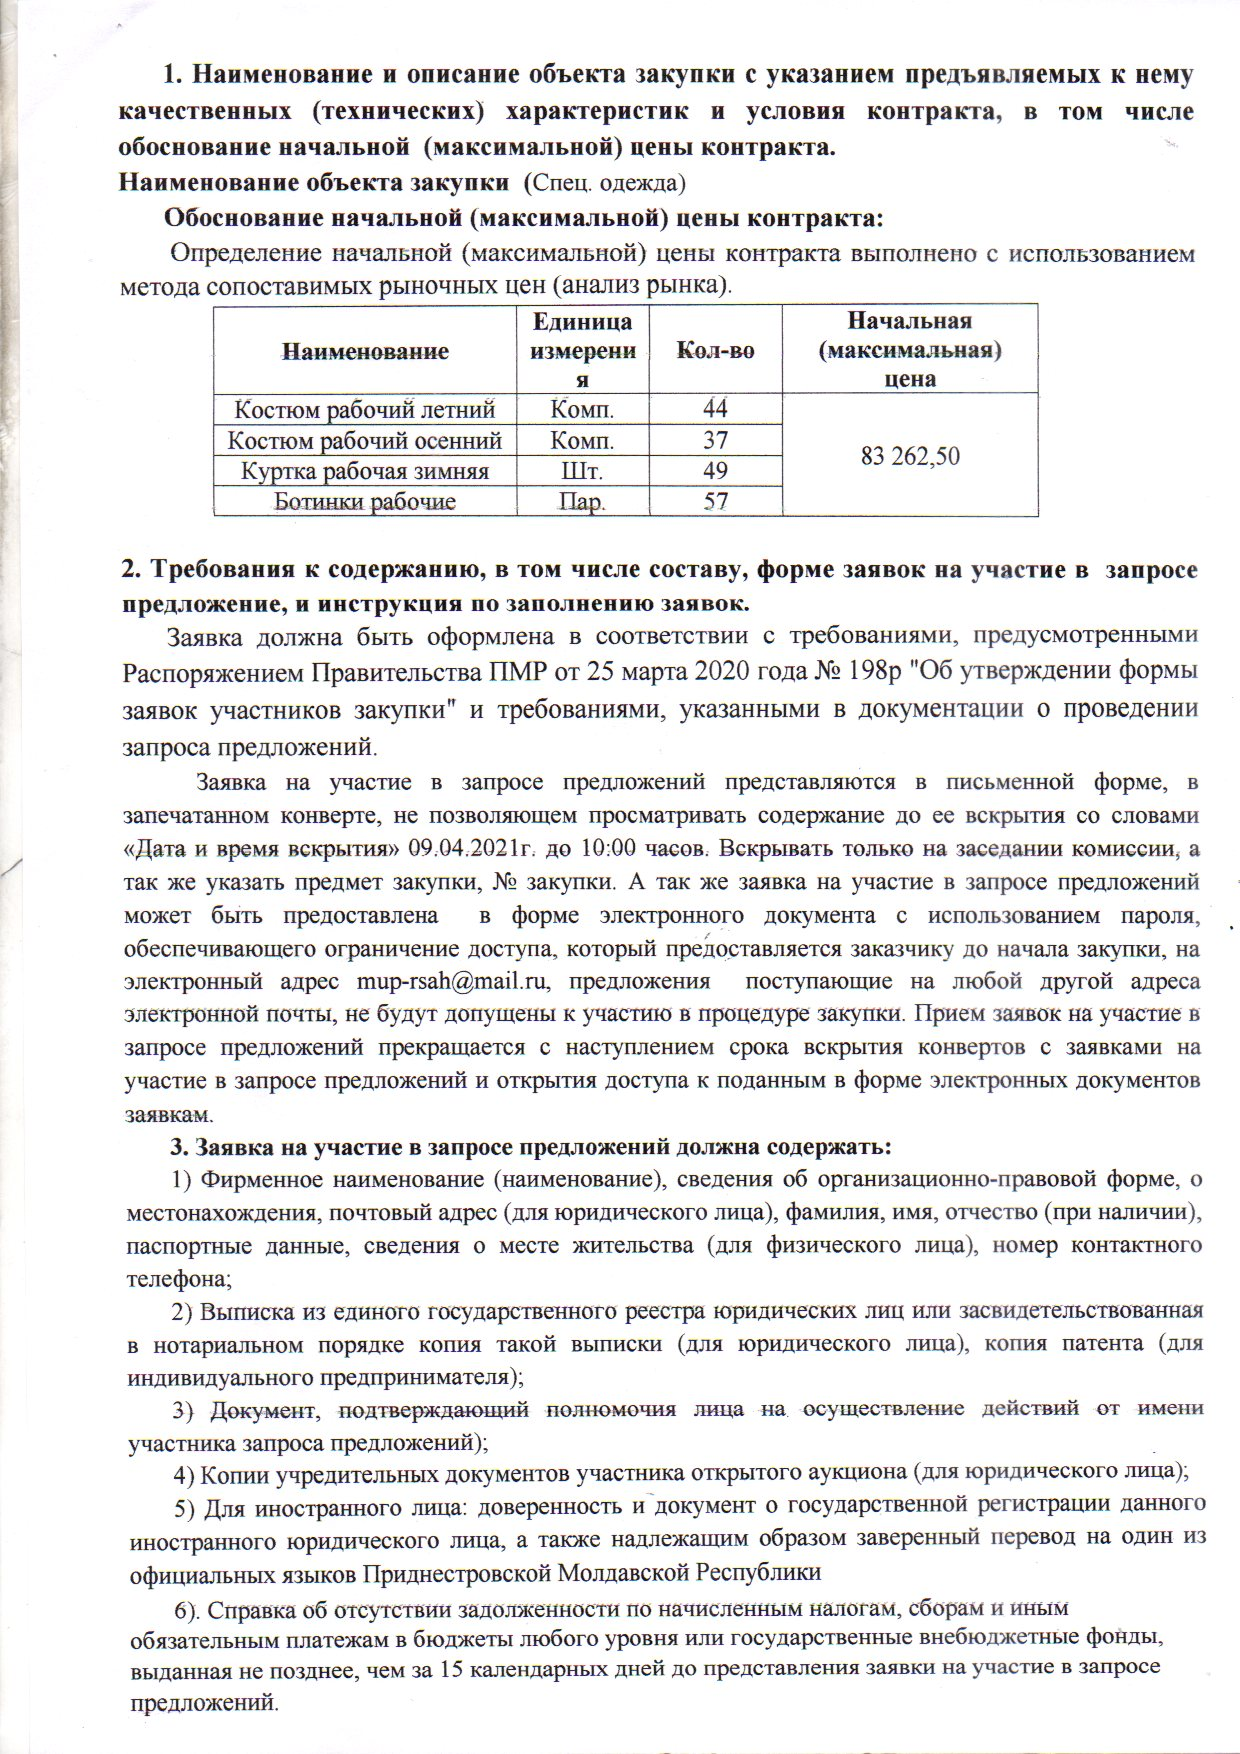 1. Наименование и описание объекта закупки с указанием предъявляемых к нему
качественных (технических) характеристик и условия контракта, в том числе
обоснование начальной (максимальной) цены контракта.
Наименование объекта закупки (Спец. одежда)
Обоснование начальной (максимальной) цены контракта:
Определение начальной (максимальной) цены контракта выполнено с использованием
метода сопоставимых рыночных цен (анализ рынка).
Наименование
Единица
измерени
я
Кол-во
Начальная
(максимальная)
цена
Костюм рабочий летний Комп. 44
Костюм рабочий осенний Комп. 37
83 262,50
Куртка рабочая зимняя Шт. 49
Ботинки рабочие Пар. 57
2. Требования к содержанию, в том числе составу, форме заявок на участие в запросе
предложение, и инструкция по заполнению заявок.
Заявка должна быть оформлена в соответствии с требованиями, предусмотренными
Распоряжением Правительства ПМР от 25 марта 2020 года № 198р "Об утверждении формы
заявок участников закупки" и требованиями, указанными в документации о проведении
запроса предложений.
Заявка на участие в запросе предложений представляются в письменной форме, в
запечатанном конверте, не позволяющем просматривать содержание до ее вскрытия со словами
«Дата и время вскрытия» 09.04.2021г. до 10:00 часов. Вскрывать только на заседании комиссии, а
так же указать предмет закупки, № закупки. А так же заявка на участие в запросе предложений
может быть предоставлена в форме электронного документа с использованием пароля,
обеспечивающего ограничение доступа, который предоставляется заказчику до начала закупки, на
электронный адрес mup-rsah@mail.ru, предложения поступающие на любой другой адреса
электронной почты, не будут допущены к участию в процедуре закупки. Прием заявок на участие в
запросе предложений прекращается с наступлением срока вскрытия конвертов с заявками на
участие в запросе предложений и открытия доступа к поданным в форме электронных документов
заявкам.
3. Заявка на участие в запросе предложений должна содержать:
1) Фирменное наименование (наименование), сведения об организационно-правовой форме, о
местонахождения, почтовый адрес (для юридического лица), фамилия, имя, отчество (при наличии),
паспортные данные, сведения о месте жительства (для физического лица), номер контактного
телефона;
2) Выписка из единого государственного реестра юридических лиц или засвидетельствованная
в нотариальном порядке копия такой выписки (для юридического лица), копия патента (для
индивидуального предпринимателя);
3) Документ, подтверждающий полномочия лица на осуществление действий от имени
участника запроса предложений);
4) Копии учредительных документов участника открытого аукциона (для юридического лица);
5) Для иностранного лица: доверенность и документ о государственной регистрации данного
иностранного юридического лица, а также надлежащим образом заверенный перевод на один из
официальных языков Приднестровской Молдавской Республики
6). Справка об отсутствии задолженности по начисленным налогам, сборам и иным
обязательным платежам в бюджеты любого уровня или государственные внебюджетные фонды,
выданная не позднее, чем за 15 календарных дней до представления заявки на участие в запросе
предложений.